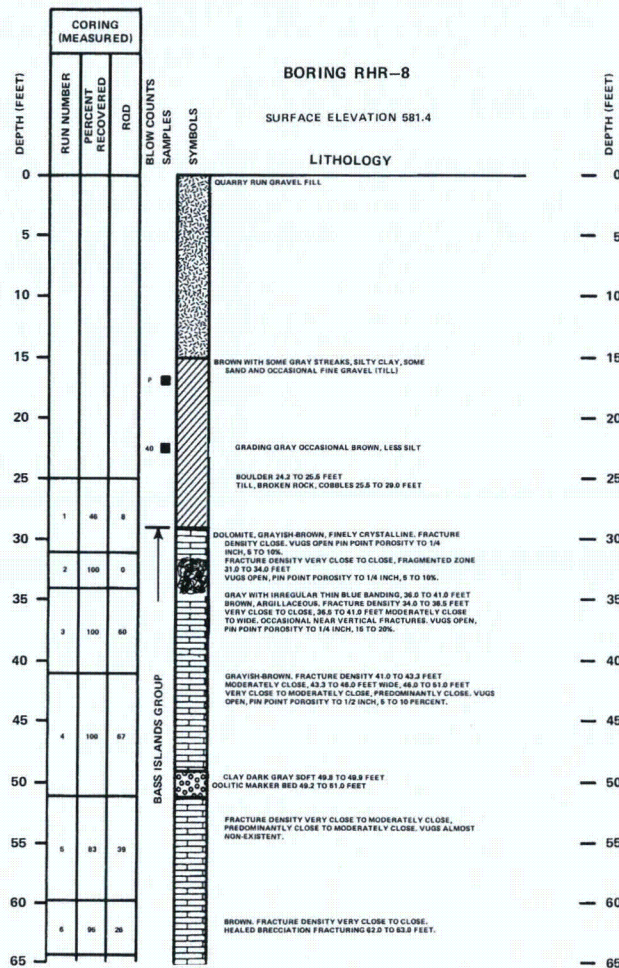 CORING
(MEASURED)
DEPTH (FEET)
RUN NUMBER
PERCENT
RECOVERED
RQD
BLOW COUNTS
SAMPLES
SYMBOLS
BORING RHR-8
SURFACE ELEVATION 581.4
LITHOLOGY
DEPTH (FEET)
0
QUARRY RUN GRAVEL FILL
0
5
5
10
10
15
BROWN WITH SOME GRAY STREAKS, SILTY CLAY, SOME
SAND AND OCCASIONAL FINE GRAVEL (TILL)
15
P
20
20
40
GRADING GRAY OCCASIONAL BROWN, LESS SILT
25
BOULDER 24.2 TO 25.5 FEET
TILL, BROKEN ROCK, COBBLES 25.5 TO 29.0 FEET
25
1 46 8
30
DOLOMITE, GRAYISH-BROWN, FINELY CRYSTALLINE. FRACTURE
DENSITY CLOSE. VUGS OPEN PIN POINT POROSITY TO 1/4
INCH, 5 TO 10%.
30
2 100 0
FRACTURE DENSITY VERY CLOSE TO CLOSE, FRAGMENTED ZONE
31.0 TO 34.0 FEET
VUGS OPEN, PIN POINT POROSITY TO 1/4 INCH, 5 TO 10%.
35
GRAY WITH IRREGULAR THIN BLUE BANDING, 36.0 TO 41.0 FEET
BROWN, ARGILLACEOUS. FRACTURE DENSITY 34.0 TO 36.5 FEET
VERY CLOSE TO CLOSE, 36.5 TO 41.0 FEET MODERATELY CLOSE
TO WIDE. OCCASIONAL NEAR VERTICAL FRACTURES. VUGS OPEN,
PIN POINT POROSITY TO 1/4 INCH, 15 TO 20%.
35
3 100 60
40
40
GRAYISH-BROWN. FRACTURE DENSITY 41.0 TO 43.3 FEET
MODERATELY CLOSE, 43.3 TO 46.0 FEET WIDE, 46.0 TO 51.0 FEET
VERY CLOSE TO MODERATELY CLOSE, PREDOMINANTLY CLOSE. VUGS
OPEN, PIN POINT POROSITY TO 1/2 INCH, 5 TO 10 PERCENT.
45
45
4 100 67
BASS ISLANDS GROUP
50
CLAY DARK GRAY SOFT 49.8 TO 49.9 FEET
OOLITIC MARKER BED 49.2 TO 51.0 FEET
50
FRACTURE DENSITY VERY CLOSE TO MODERATELY CLOSE,
PREDOMINANTLY CLOSE TO MODERATELY CLOSE. VUGS ALMOST
NON-EXISTENT.
55
55
5 83 39
60
60
6 96 26
BROWN. FRACTURE DENSITY VERY CLOSE TO CLOSE.
HEALED BRECCIATION FRACTURING 62.0 TO 63.0 FEET.
65
65